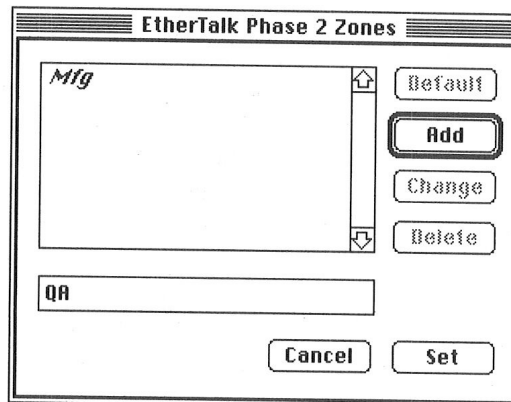 EtherTalk Phase 2 Zones
Mfg
Default
Add
Change
Delete
QA
Cancel
Set